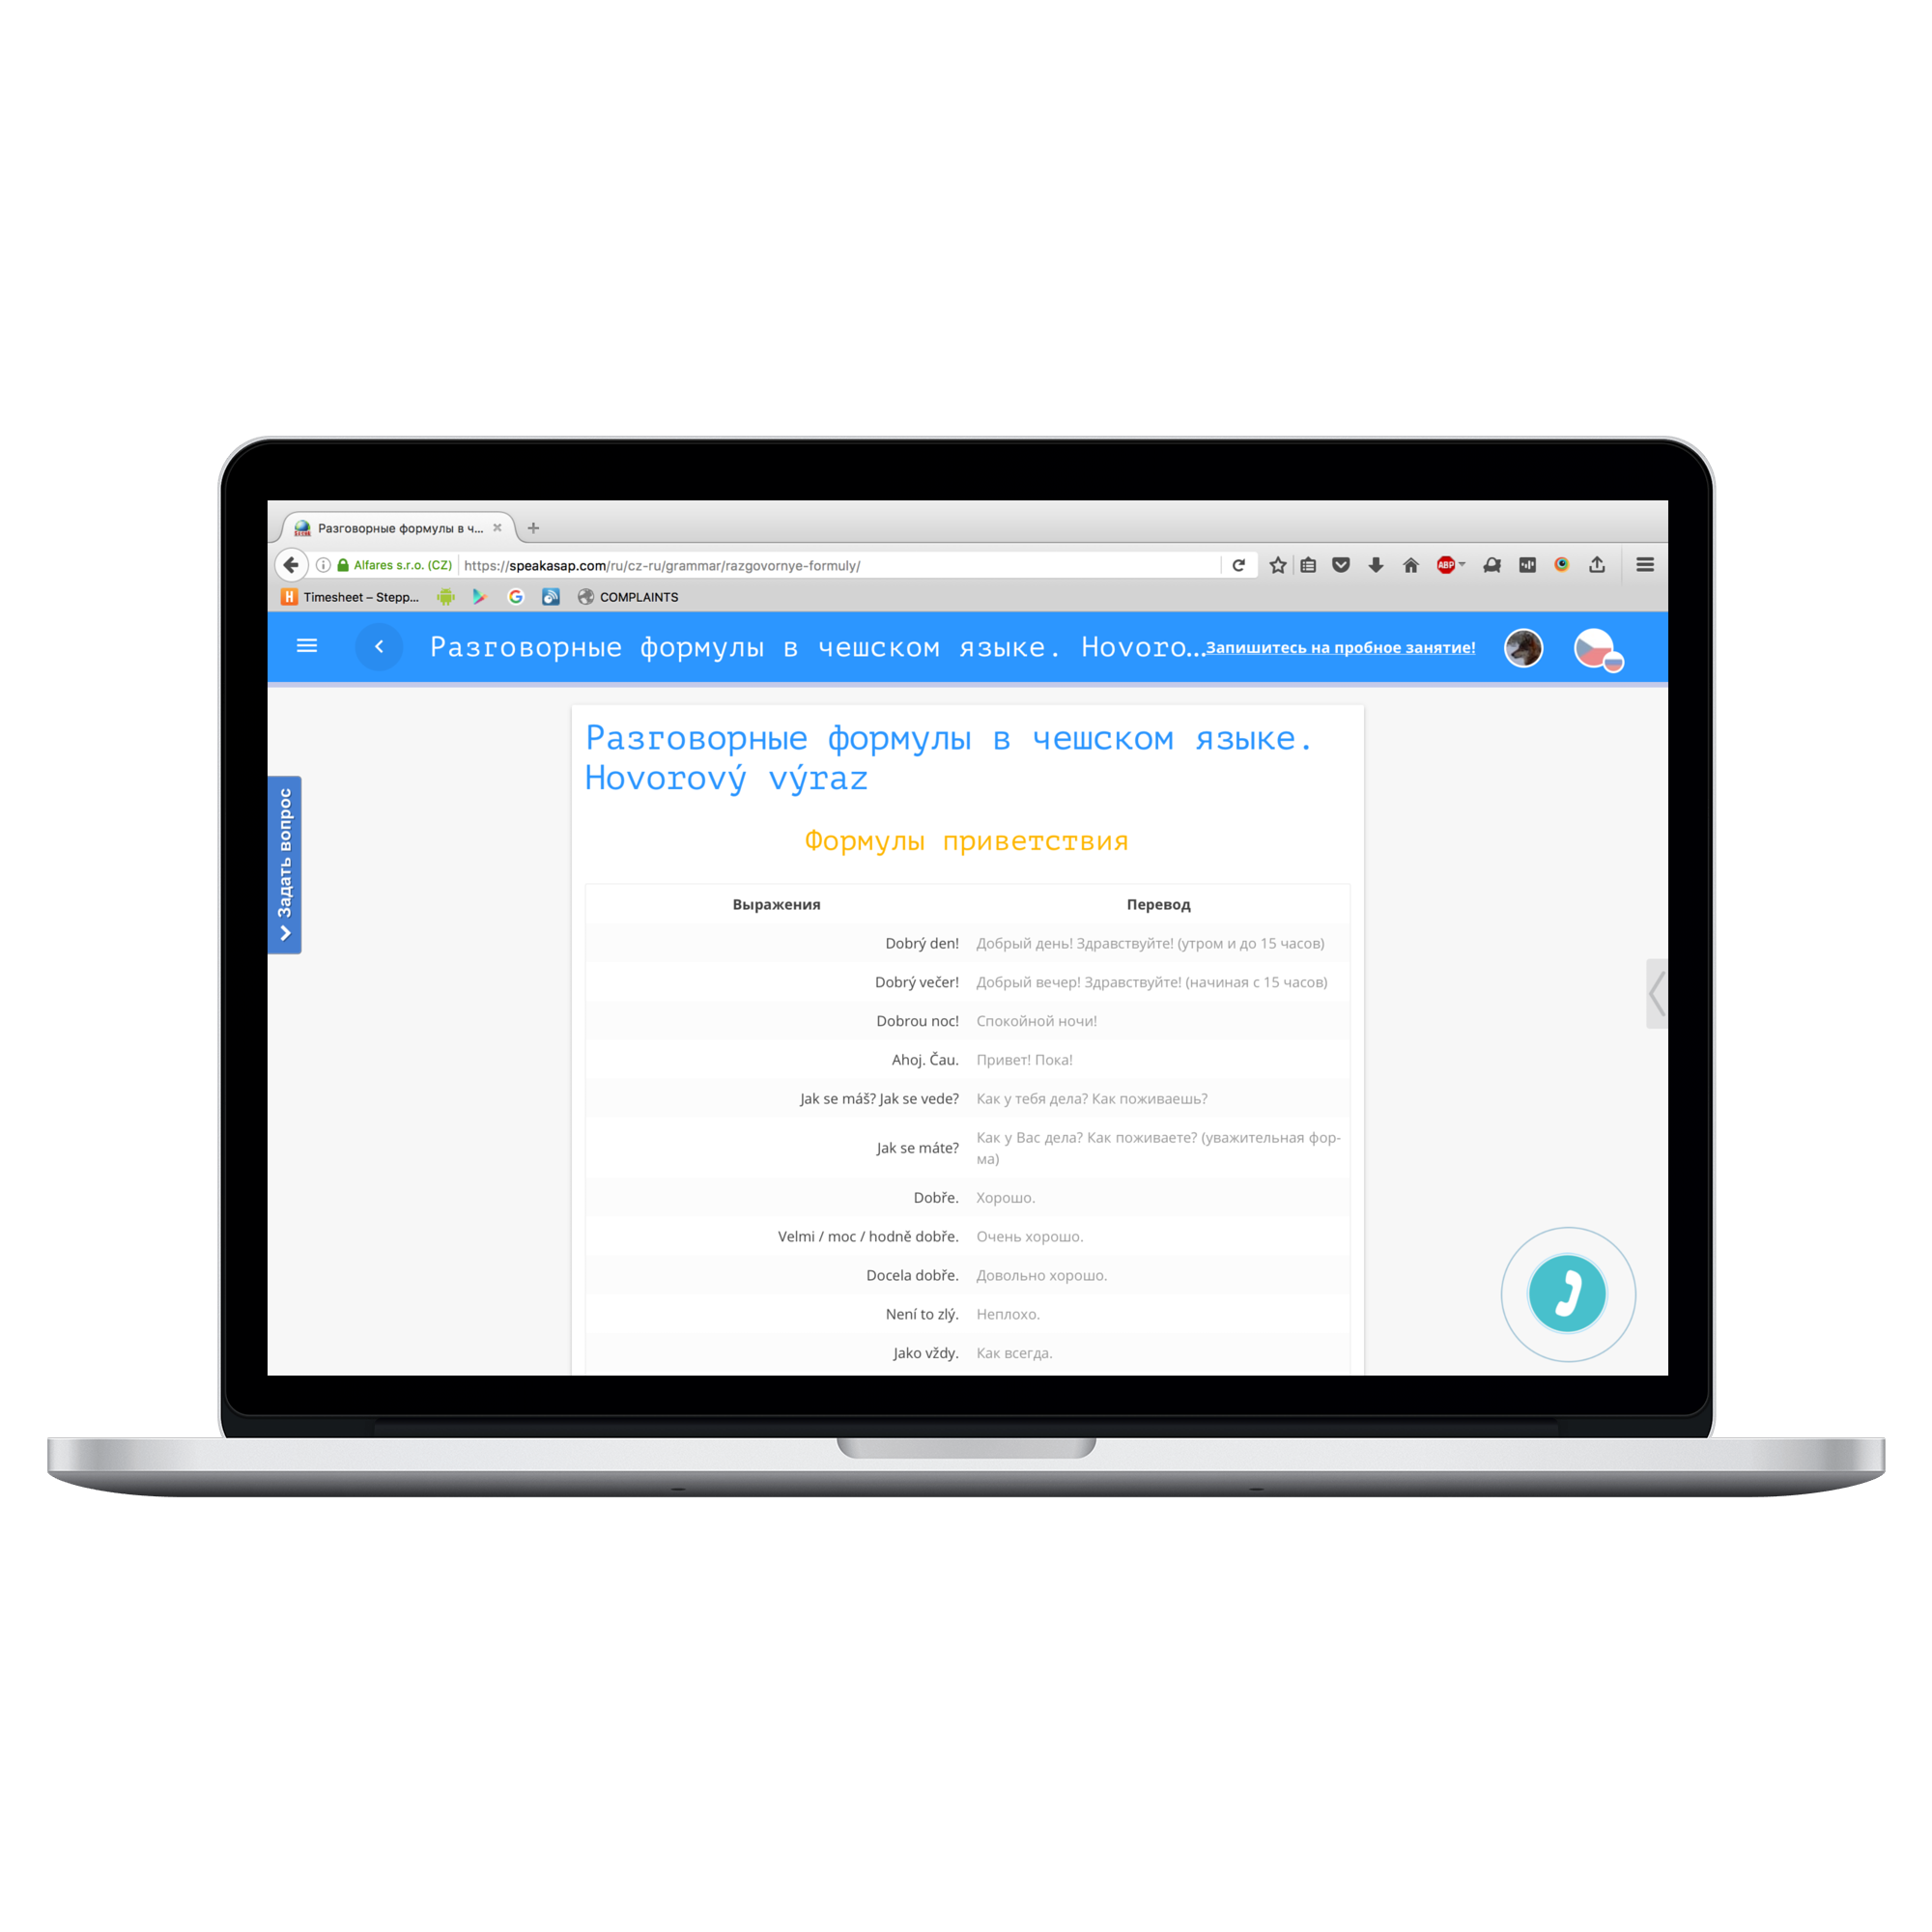 Разговорные формулы в ч...
Alfares s.r.o. (CZ) https://speakasap.com/ru/cz-ru/grammar/razgovornye-formuly/
ABP
H Timesheet – Stepp... G COMPLAINTS
Разговорные формулы в чешском языке. Hovoro... Запишитесь на пробное занятие!
Разговорные формулы в чешском языке.
Hovorový výraz
Задать вопрос
Формулы приветствия
Выражения Перевод
Dobrý den! Добрый день! Здравствуйте! (утром и до 15 часов)
Dobrý večer! Добрый вечер! Здравствуйте! (начиная с 15 часов)
Dobrou noc! Спокойной ночи!
Ahoj. Čau. Привет! Пока!
Jak se máš? Jak se vede? Как у тебя дела? Как поживаешь?
Jak se máte? Как у Вас дела? Как поживаете? (уважительная фор-
ма)
Dobře. Хорошо.
Velmi / moc / hodně dobře. Очень хорошо.
Docela dobře. Довольно хорошо.
Není to zlý. Неплохо.
Jako vždy. Как всегда.